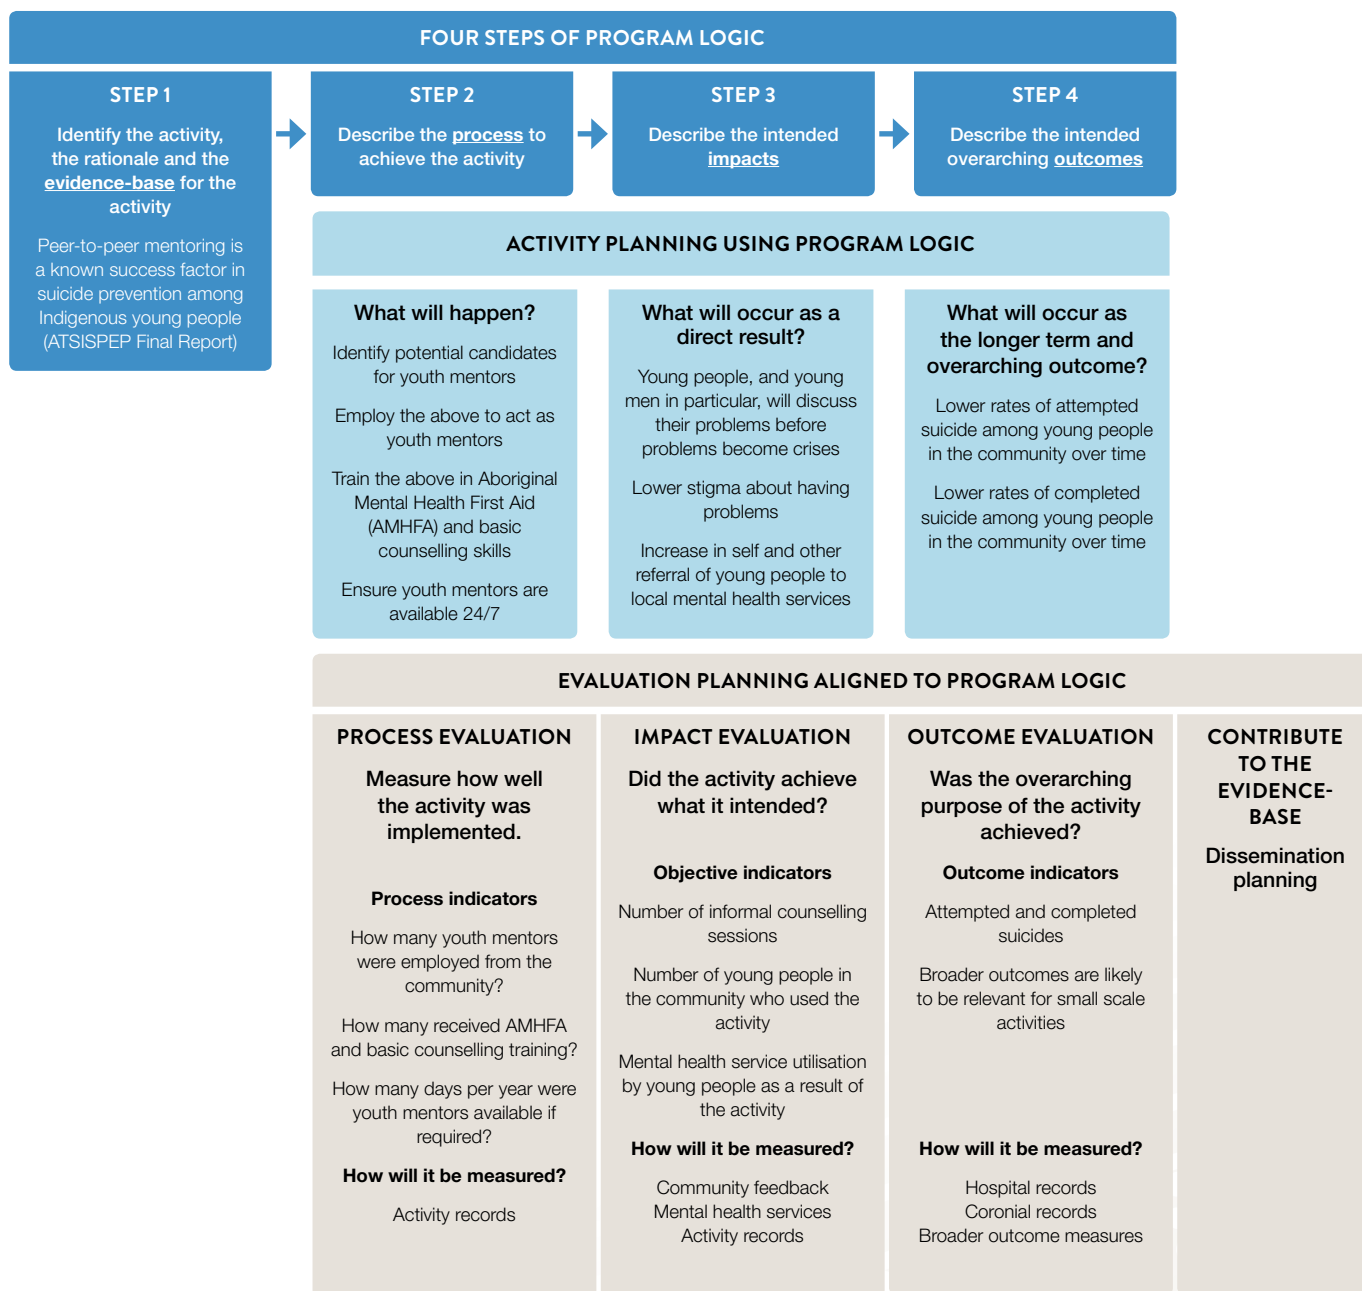 FOUR STEPS OF PROGRAM LOGIC
STEP 1
Identify the activity,
the rationale and the
evidence-base for the
activity
Peer-to-peer mentoring is
a known success factor in
suicide prevention among
Indigenous young people
(ATSISPEP Final Report)
STEP 2
Describe the process to
achieve the activity
STEP 3
Describe the intended
impacts
STEP 4
Describe the intended
overarching outcomes
ACTIVITY PLANNING USING PROGRAM LOGIC
What will happen?
Identify potential candidates
for youth mentors
Employ the above to act as
youth mentors
Train the above in Aboriginal
Mental Health First Aid
(AMHFA) and basic
counselling skills
Ensure youth mentors are
available 24/7
What will occur as a
direct result?
Young people, and young
men in particular, will discuss
their problems before
problems become crises
Lower stigma about having
problems
Increase in self and other
referral of young people to
local mental health services
What will occur as
the longer term and
overarching outcome?
Lower rates of attempted
suicide among young people
in the community over time
Lower rates of completed
suicide among young people
in the community over time
EVALUATION PLANNING ALIGNED TO PROGRAM LOGIC
PROCESS EVALUATION
Measure how well
the activity was
implemented.
Process indicators
How many youth mentors
were employed from the
community?
How many received AMHFA
and basic counselling training?
How many days per year were
youth mentors available if
required?
How will it be measured?
Activity records
IMPACT EVALUATION
Did the activity achieve
what it intended?
Objective indicators
Number of informal counselling
sessions
Number of young people in
the community who used the
activity
Mental health service utilisation
by young people as a result of
the activity
How will it be measured?
Community feedback
Mental health services
Activity records
OUTCOME EVALUATION
Was the overarching
purpose of the activity
achieved?
Outcome indicators
Attempted and completed
suicides
Broader outcomes are likely
to be relevant for small scale
activities
How will it be measured?
Hospital records
Coronial records
Broader outcome measures
CONTRIBUTE
TO THE
EVIDENCE-
BASE
Dissemination
planning